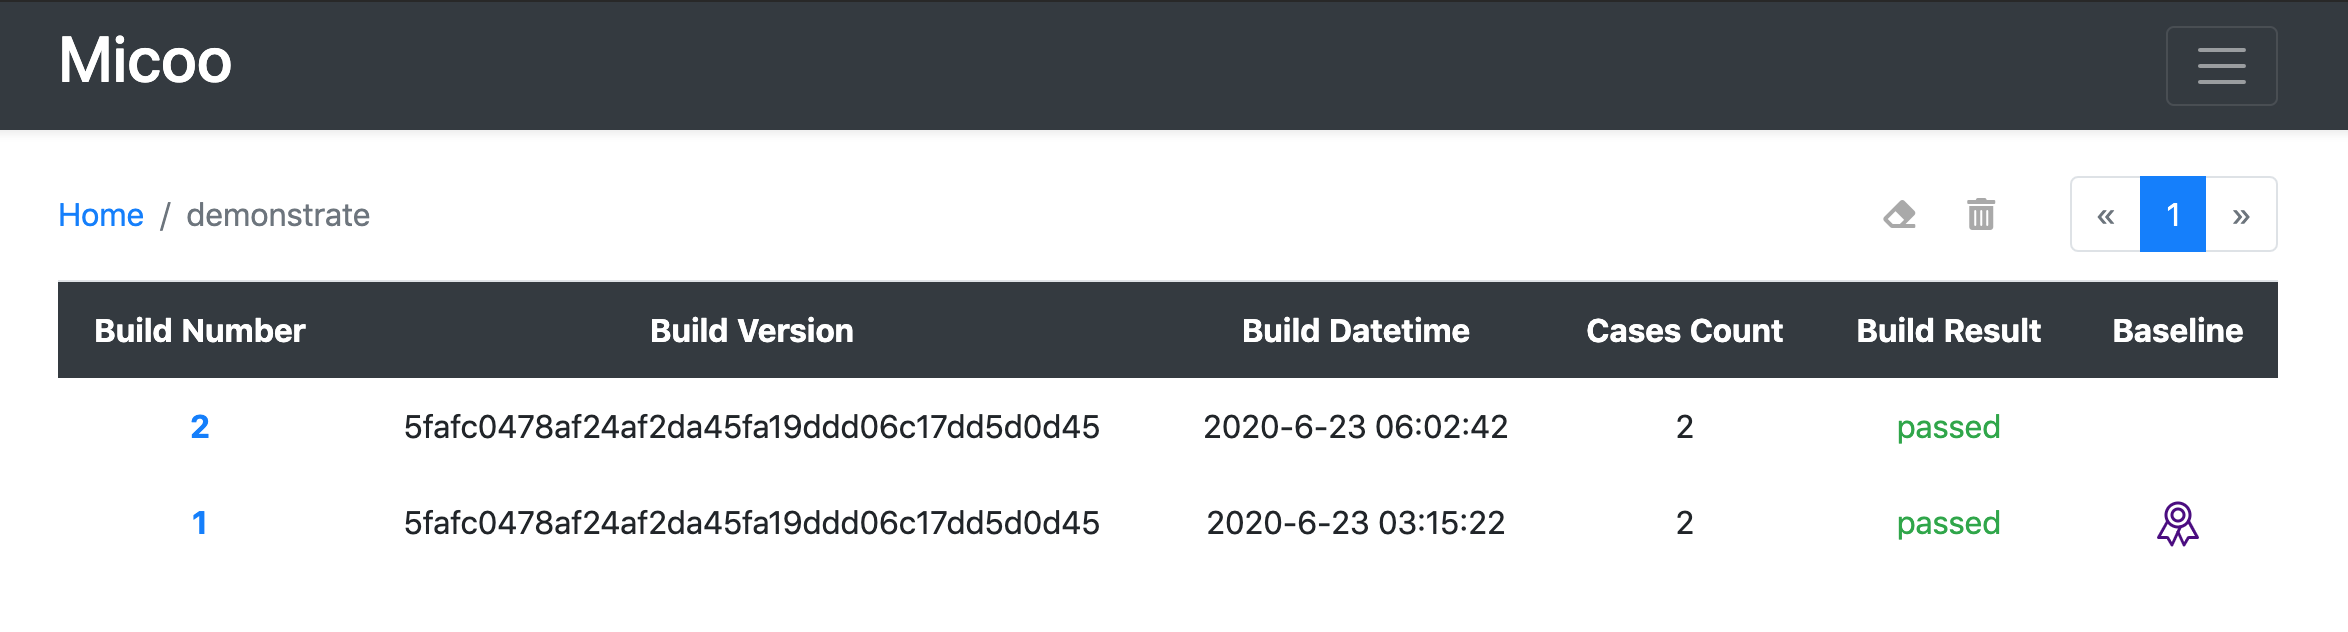 Micoo
Home / demonstrate
« 1 »
Build Number Build Version Build Datetime Cases Count Build Result Baseline
2 5fafc0478af24af2da45fa19ddd06c17dd5d0d45 2020-6-23 06:02:42 2 passed
1 5fafc0478af24af2da45fa19ddd06c17dd5d0d45 2020-6-23 03:15:22 2 passed